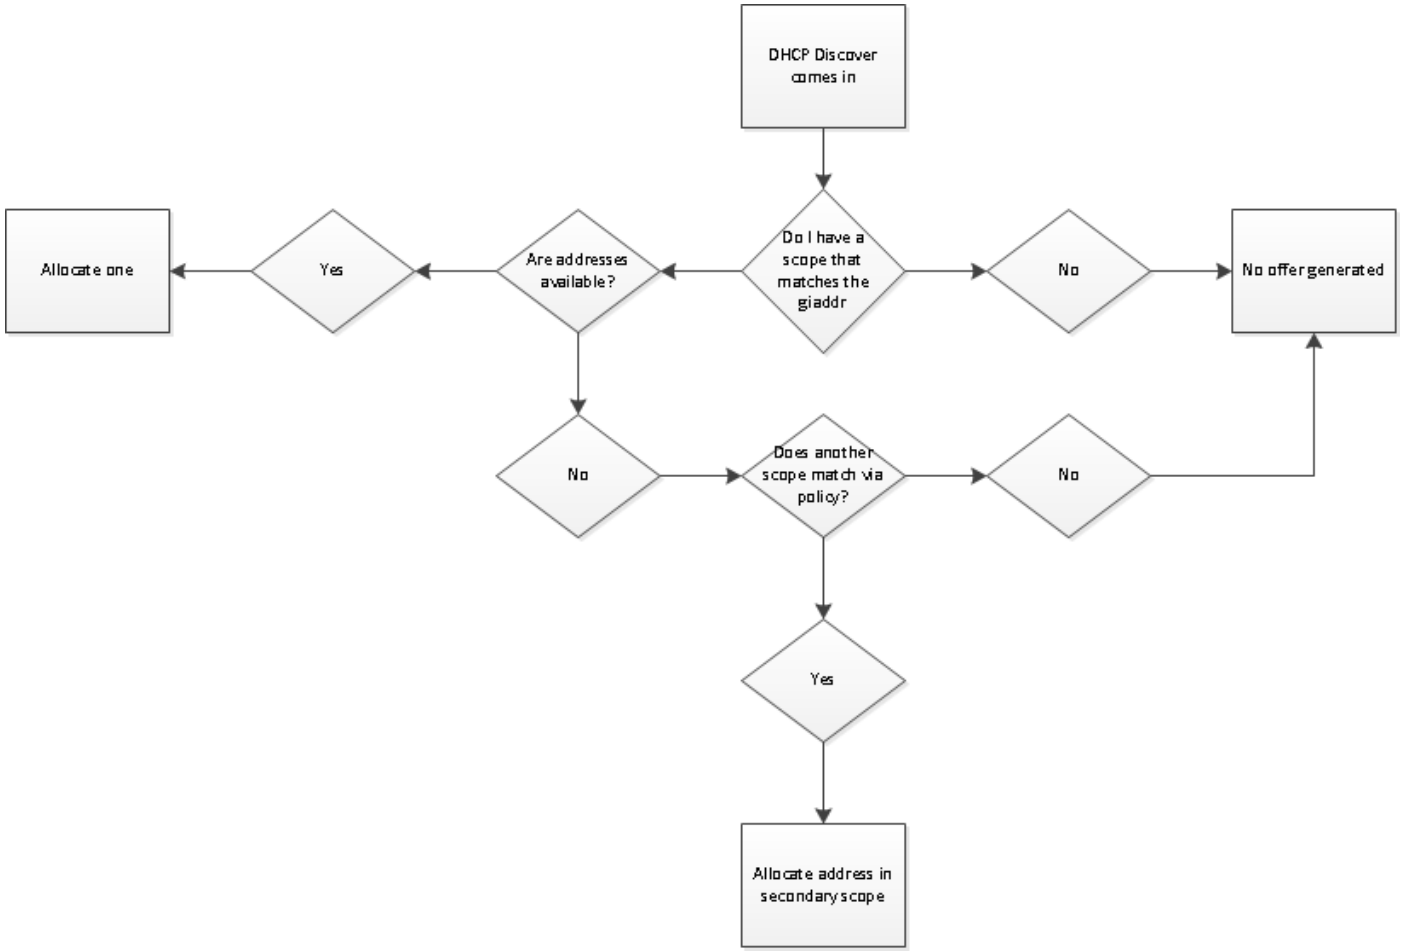 DHCP Discover
comes in
Allocate one
Yes
Are addresses
available?
Do I have a
scope that
matches the
giaddr
No
No offer generated
No
Does another
scope match via
policy?
No
Yes
Allocate address in
secondary scope